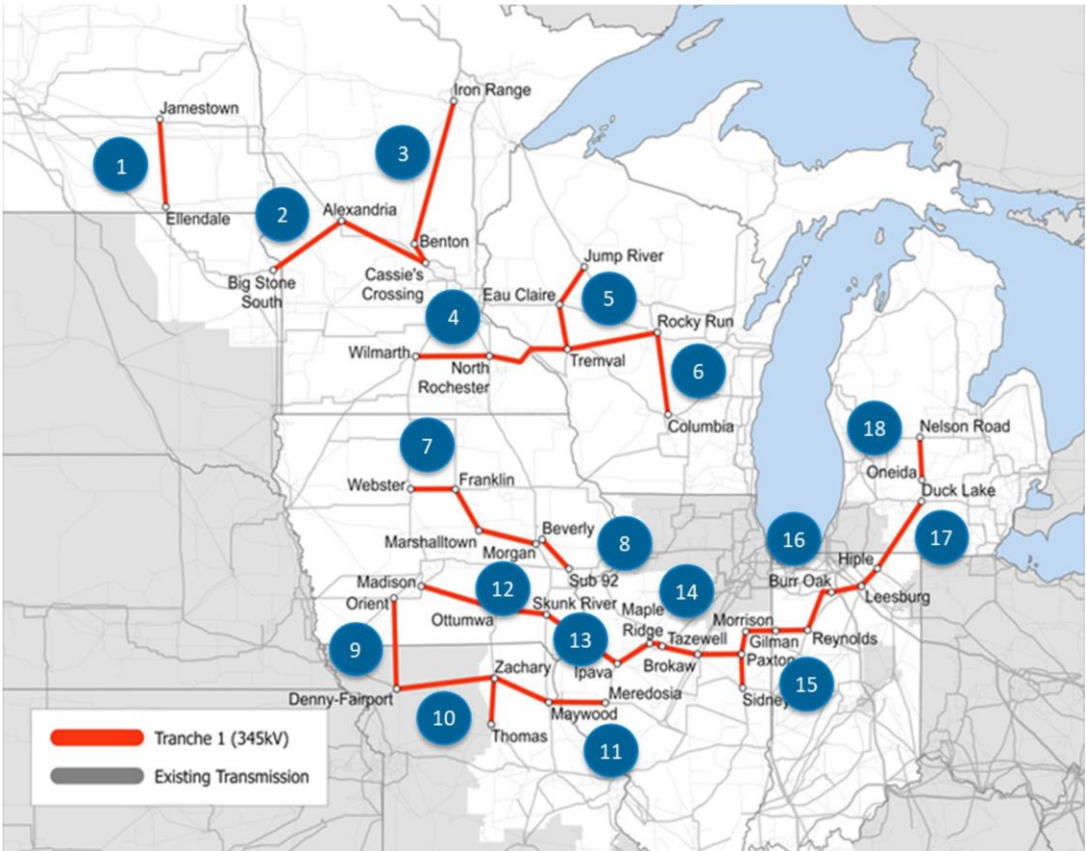 Iron Range
Jamestown
3
1
2
Alexandria
Ellendale
Benton
Jump River
Cassie's
Crossing
Big Stone
South
Eau Claire
5
4
Rocky Run
Wilmarth
North
Rochester
Tremval
6
Columbia
18
Nelson Road
7
Oneida
Webster
Franklin
Duck Lake
Beverly
Marshalltown
Morgan
8
16
17
Hiple
Sub 92
Burr Oak
Madison
12
14
Leesburg
Orient
Skunk River
Maple
Ridge
Ottumwa
Morrison
13
Tazewell
Gilman
Reynolds
9
Ipava
Brokaw
Paxton
Zachary
15
Denny-Fairport
Meredosia
Sidney
10
Maywood
Thomas
11
Tranche 1 (345kV)
Existing Transmission